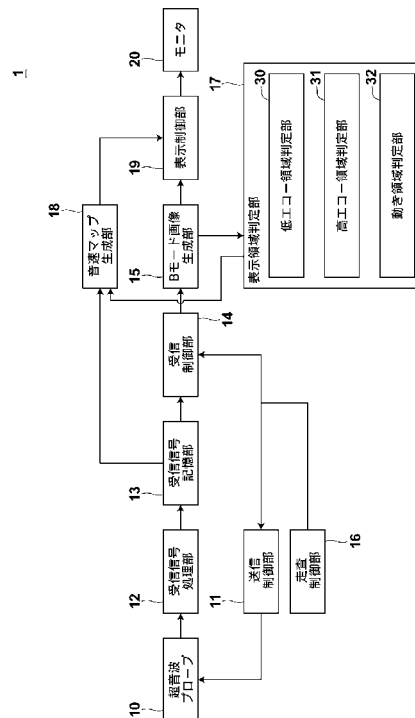 1
10
超音波
プローブ
12
受信信号
処理部
13
受信信号
記憶部
14
受信
制御部
15
Bモード画像
生成部
18
音速マップ
生成部
19
表示制御部
20
モニタ
11
送信
制御部
16
走査
制御部
17
表示領域判定部
30
低エコー領域判定部
31
高エコー領域判定部
32
動き領域判定部